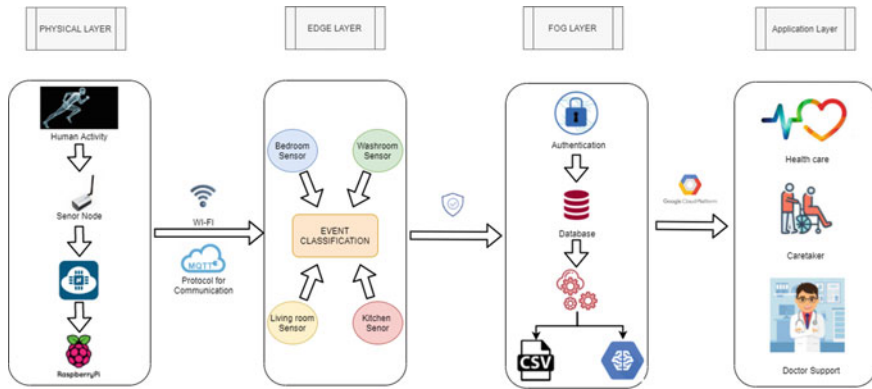 PHYSICAL LAYER
EDGE LAYER
FOG LAYER
Application Layer
Human Activity
Senor Node
RaspberryPi
WI-FI
MQTT
Protocol for
Communication
Bedroom
Sensor
Washroom
Sensor
EVENT
CLASSIFICATION
Living room
Sensor
Kitchen
Senor
Authentication
Database
CSV
Google Cloud Platform
Health care
Caretaker
Doctor Support